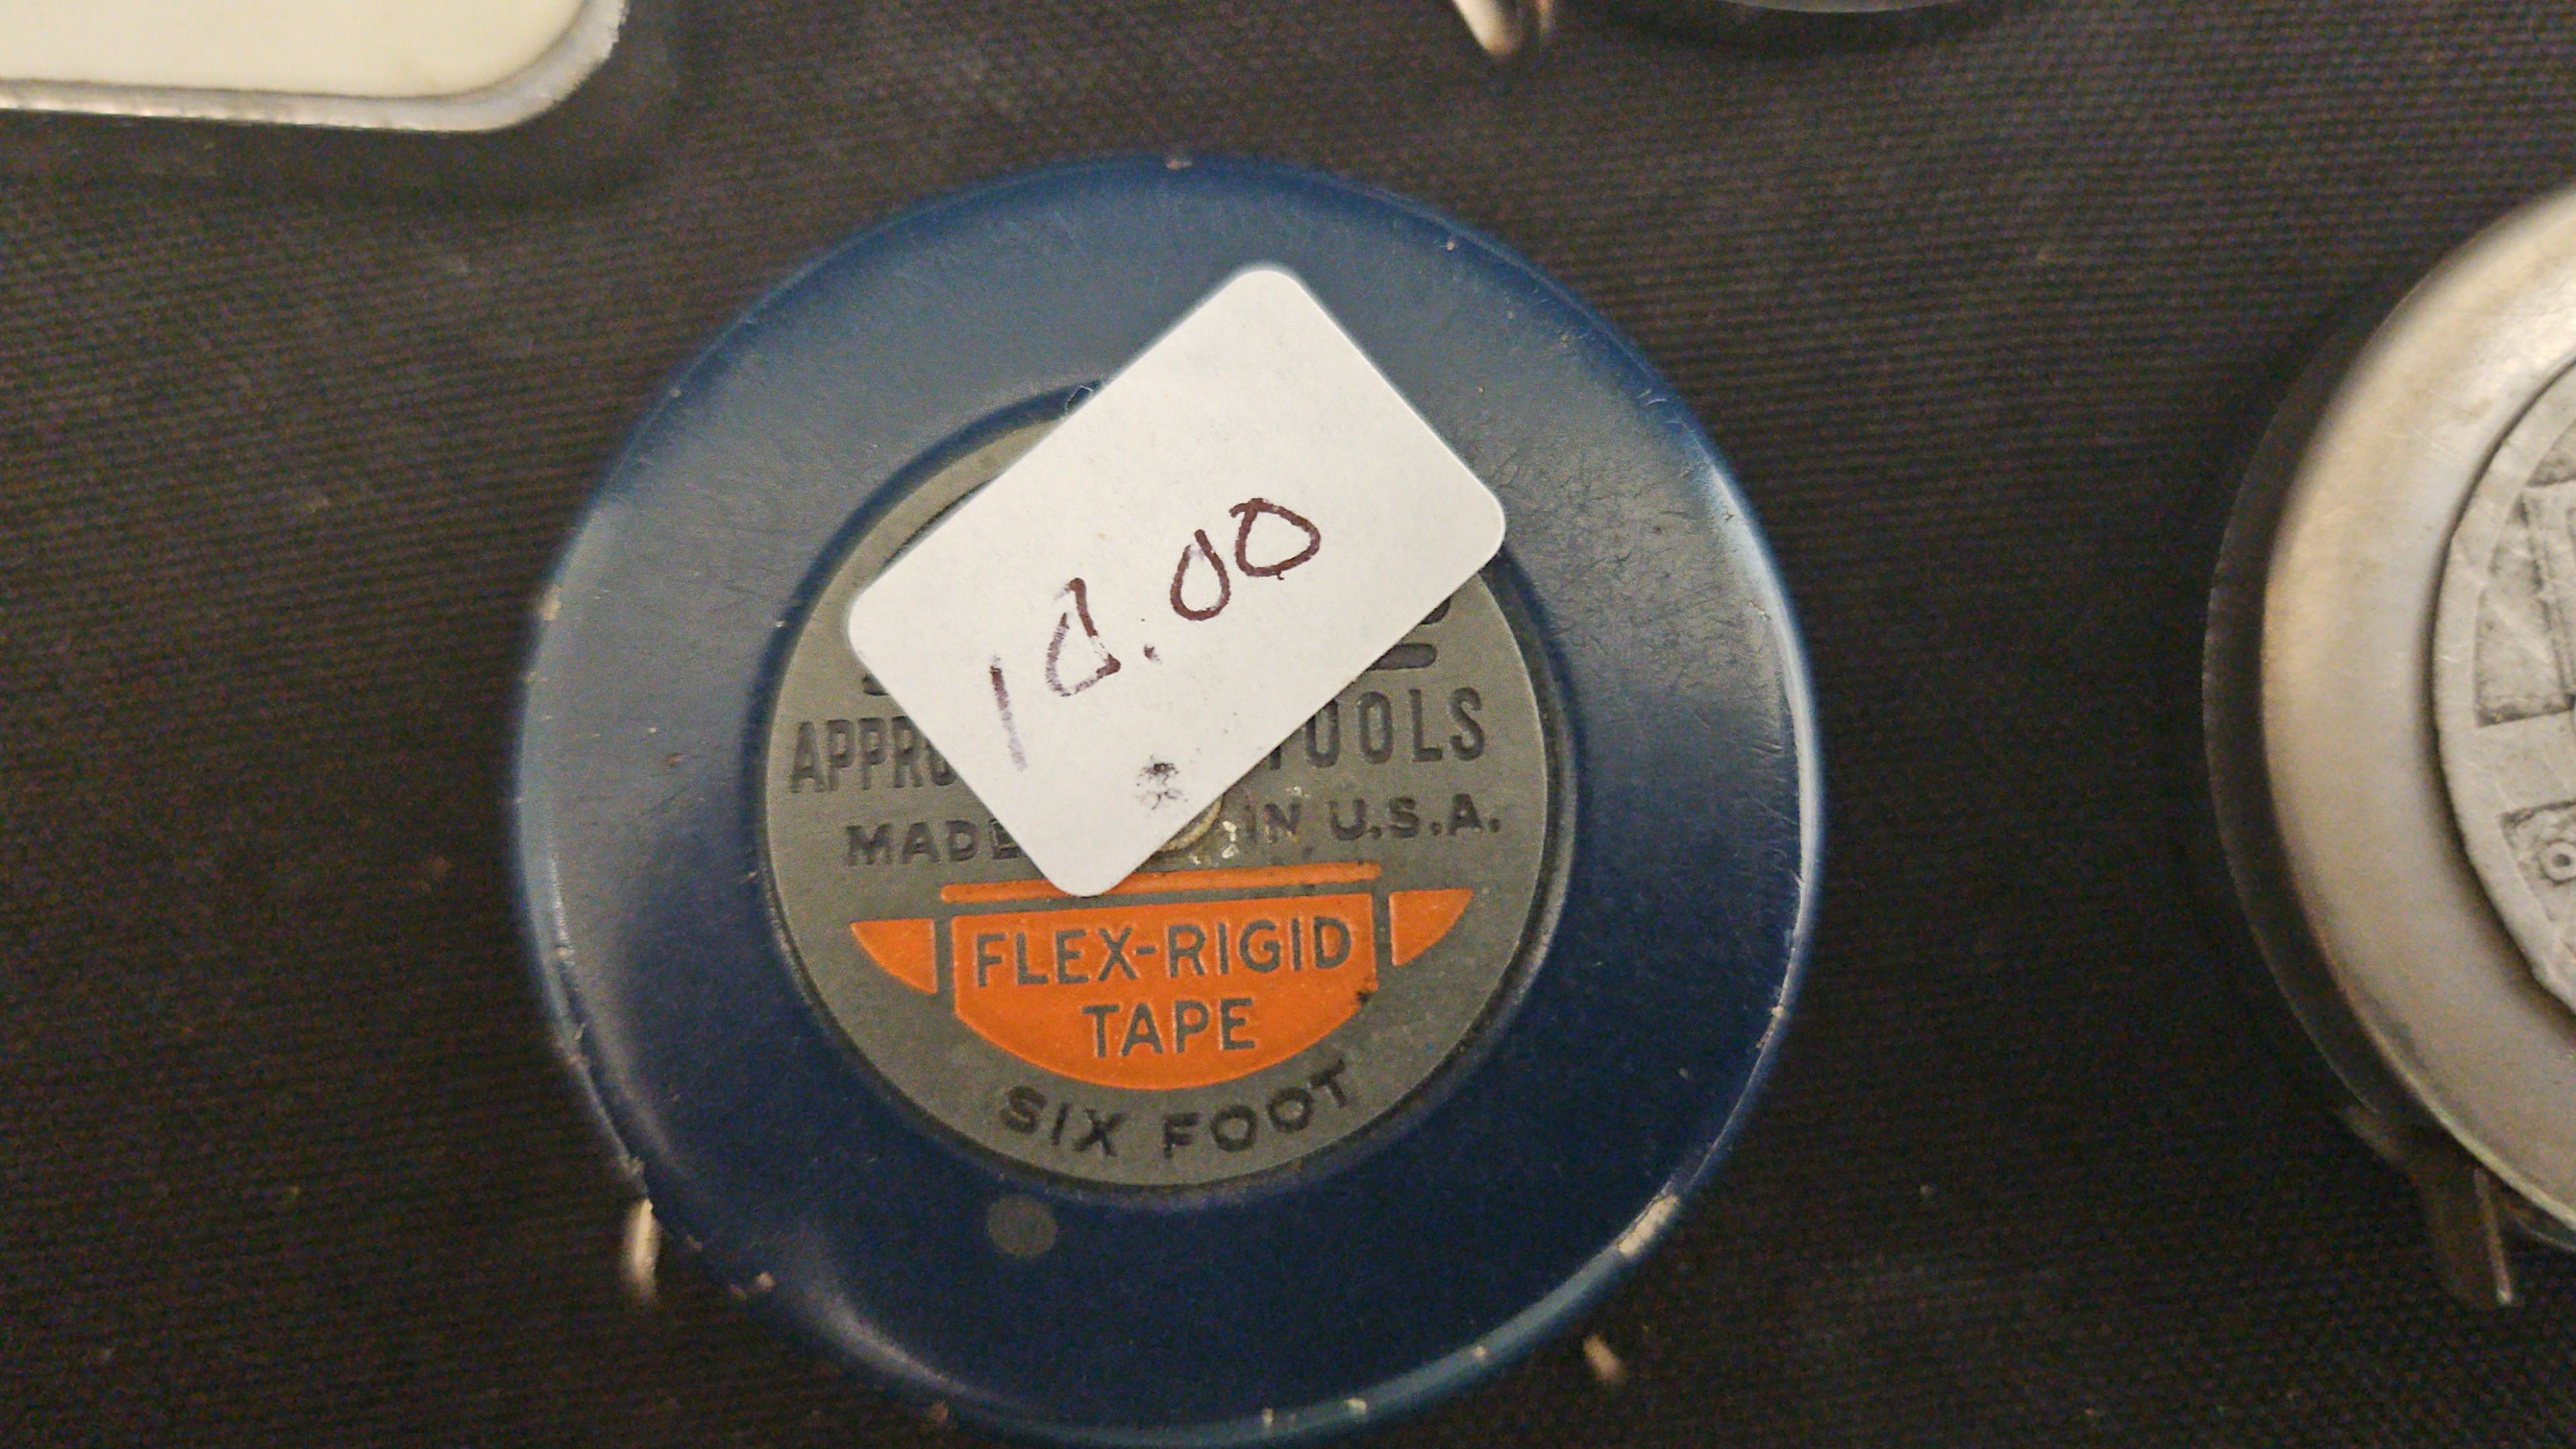 10.00
TOOLS
MADE IN U.S.A.
FLEX-RIGID
TAPE
SIX FOOT